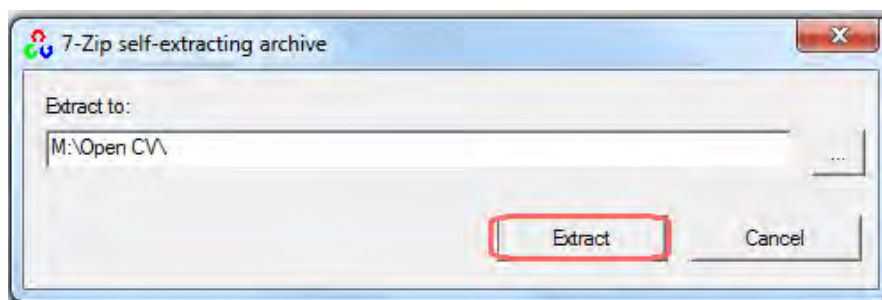 7-Zip self-extracting archive
x
Extract to:
M:\Open CV\
...
Extract
Cancel